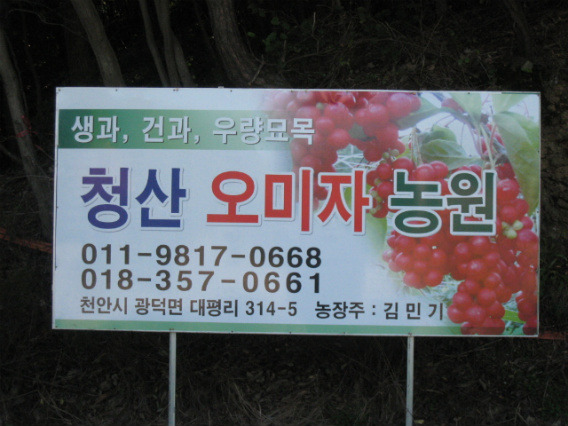 생과, 건과, 우량묘목
청산 오미자 농원
011-9817-0668
018-357-0661
천안시 광덕면 대평리 314-5 농장주 : 김민기